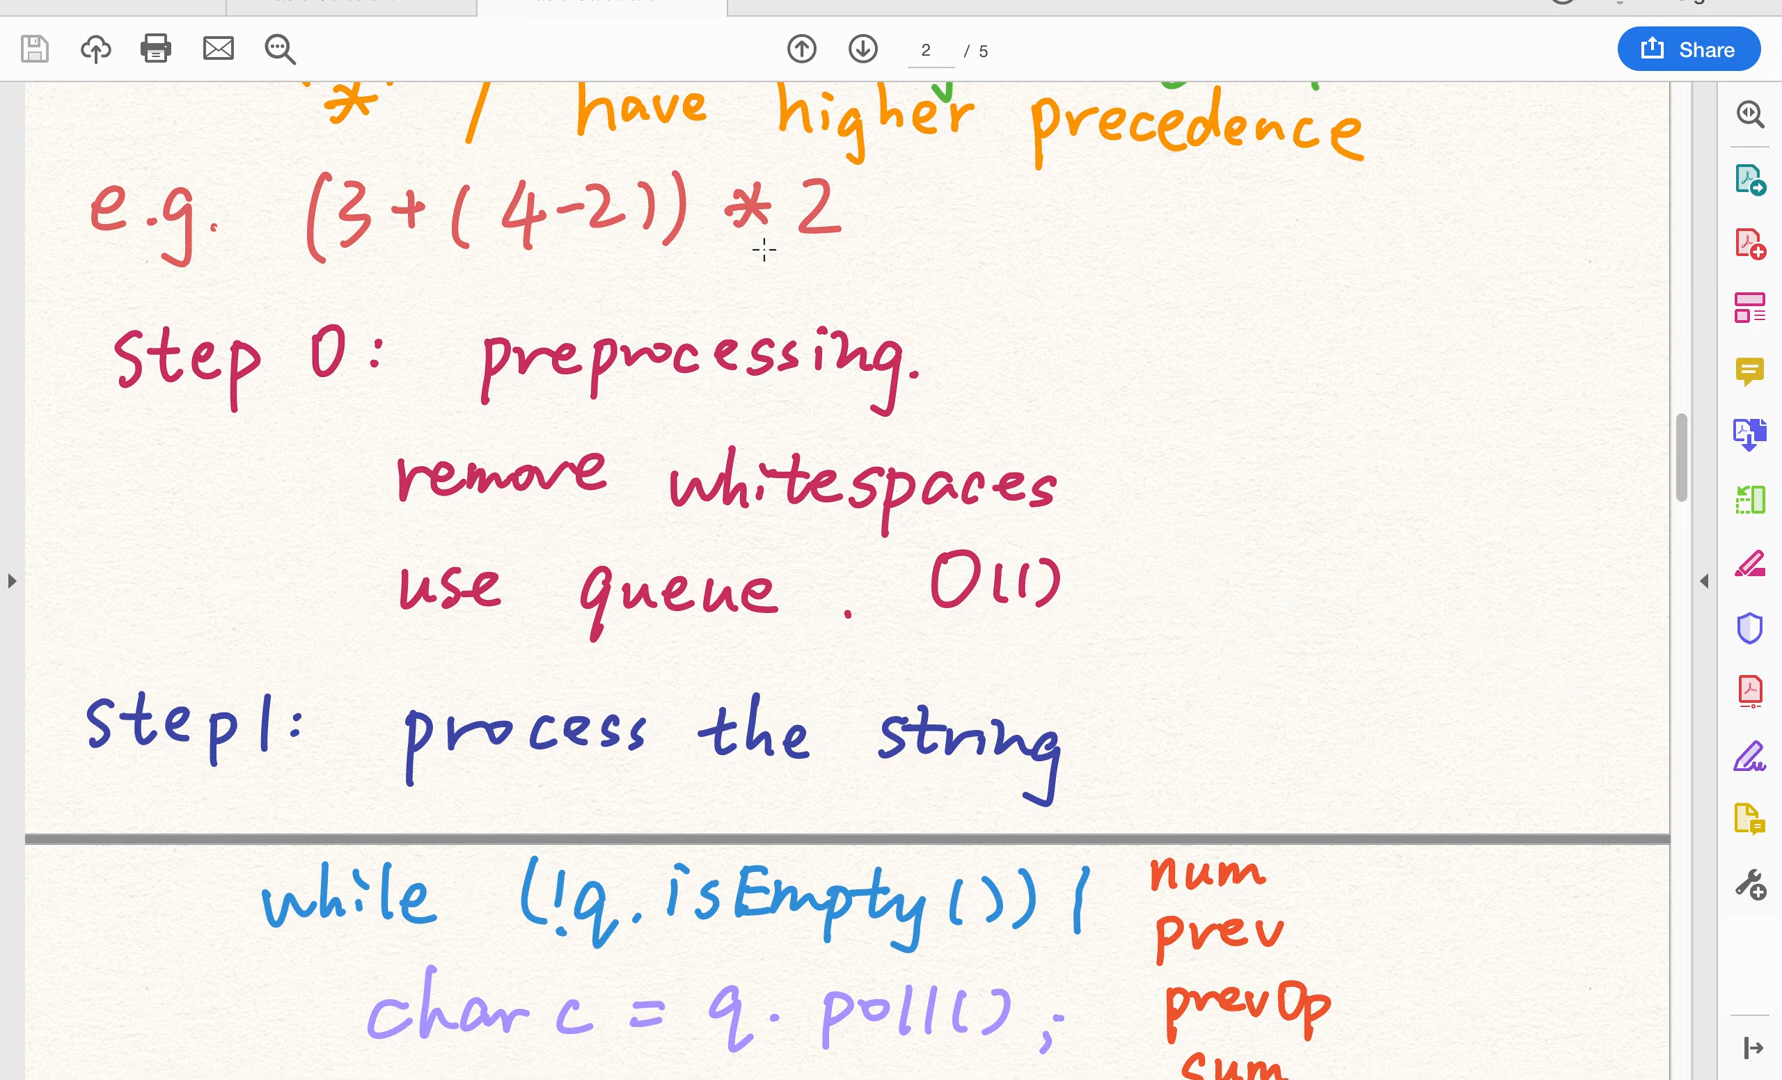 2 / 5
Share
* / have higher precedence
e.g. (3+(4-2)) * 2
step 0: preprocessing.
remove whitespaces
use queue. O(1)
step1: process the string
while (!q.isEmpty()) {
char c = q.poll();
num
prev
prevOp
sum